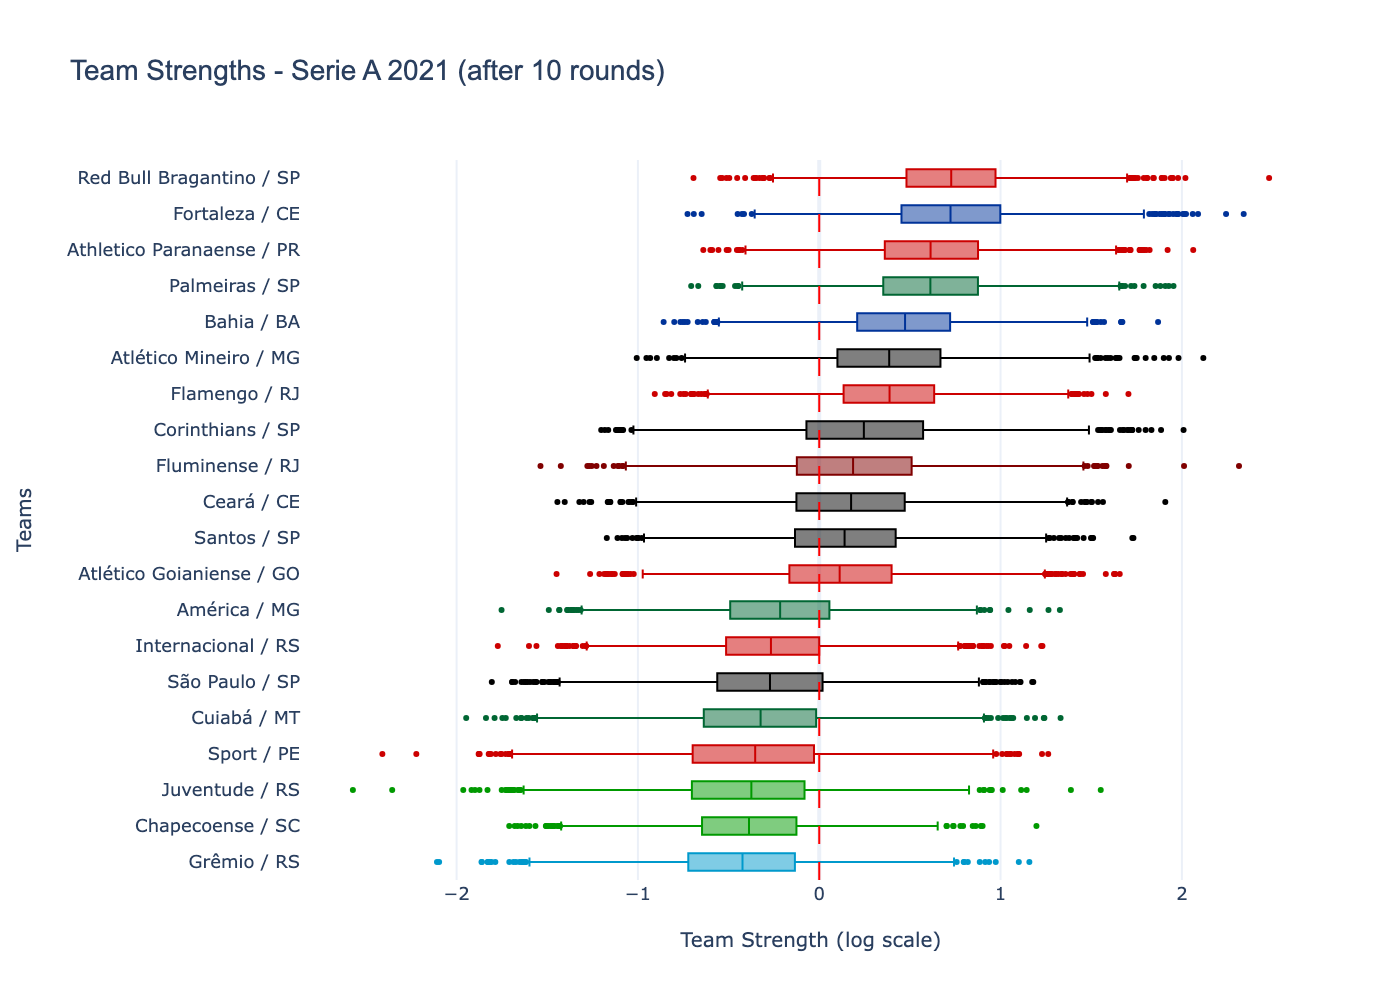 Team Strengths - Serie A 2021 (after 10 rounds)
Red Bull Bragantino / SP
Fortaleza / CE
Athletico Paranaense / PR
Palmeiras / SP
Bahia / BA
Atlético Mineiro / MG
Flamengo / RJ
Corinthians / SP
Fluminense / RJ
Ceará / CE
Santos / SP
Atlético Goianiense / GO
América / MG
Internacional / RS
São Paulo / SP
Cuiabá / MT
Sport / PE
Juventude / RS
Chapecoense / SC
Grêmio / RS
Teams
−2 −1 0 1 2
Team Strength (log scale)